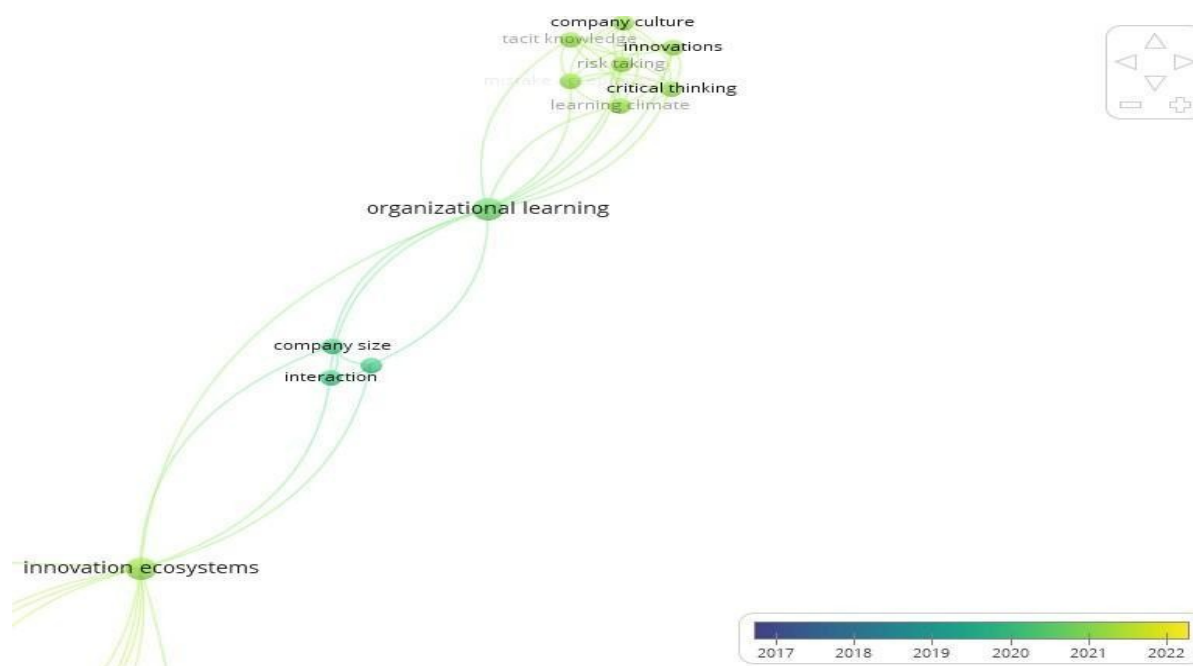 company culture
tacit knowledge
innovations
risk taking
critical thinking
learning climate
organizational learning
company size
interaction
innovation ecosystems
2017 2018 2019 2020 2021 2022